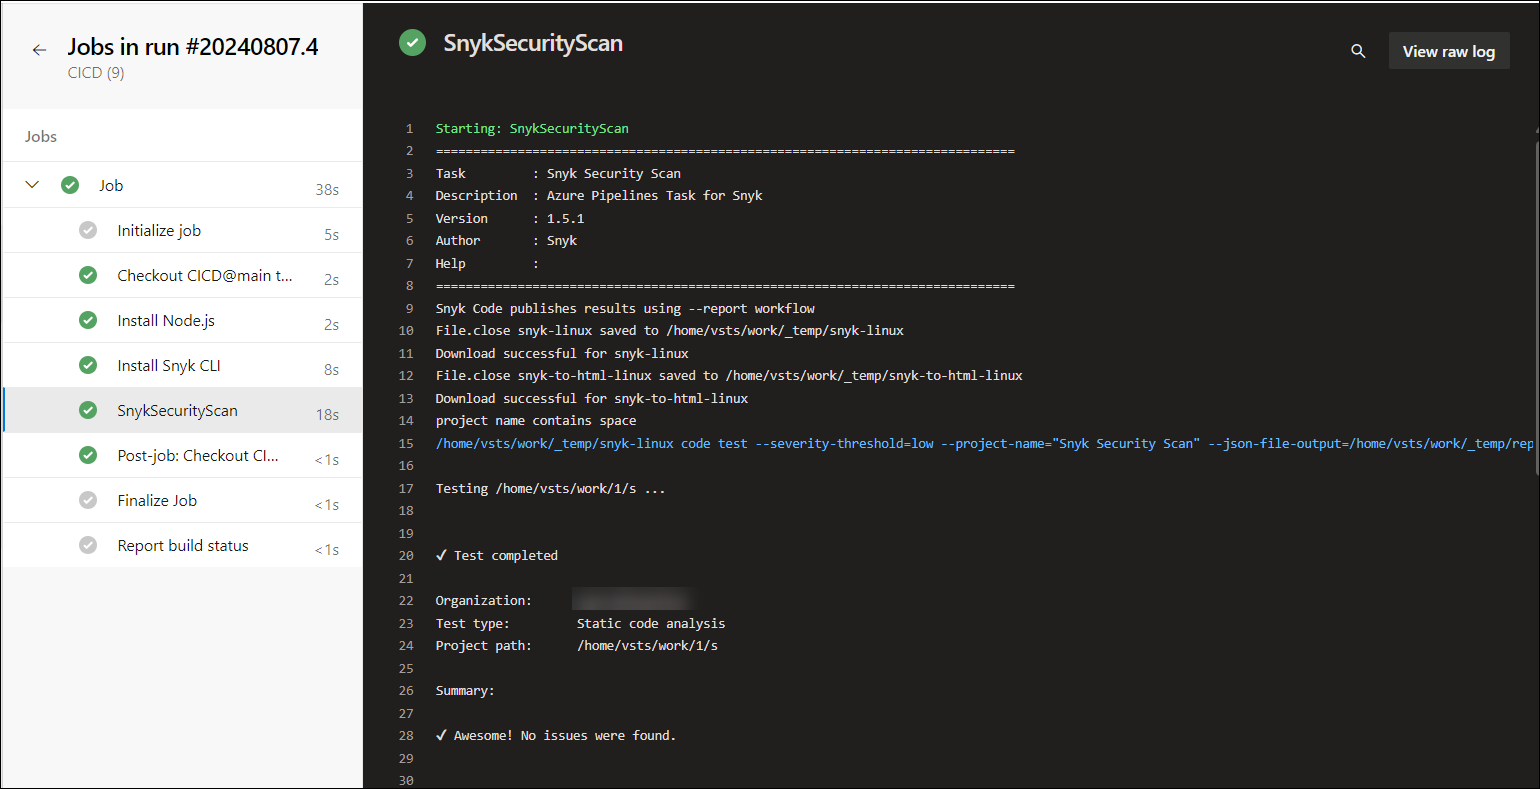 Jobs in run #20240807.4
CICD (9)
Jobs
Job 38s
Initialize job 5s
Checkout CICD@main t... 2s
Install Node.js 2s
Install Snyk CLI 8s
SnykSecurityScan 18s
Post-job: Checkout CI... <1s
Finalize Job <1s
Report build status <1s
SnykSecurityScan
View raw log
1 Starting: SnykSecurityScan
2 ==============================================================================
3 Task : Snyk Security Scan
4 Description : Azure Pipelines Task for Snyk
5 Version : 1.5.1
6 Author : Snyk
7 Help :
8 ==============================================================================
9 Snyk Code publishes results using --report workflow
10 File.close snyk-linux saved to /home/vsts/work/_temp/snyk-linux
11 Download successful for snyk-linux
12 File.close snyk-to-html-linux saved to /home/vsts/work/_temp/snyk-to-html-linux
13 Download successful for snyk-to-html-linux
14 project name contains space
15 /home/vsts/work/_temp/snyk-linux code test --severity-threshold=low --project-name="Snyk Security Scan" --json-file-output=/home/vsts/work/_temp/rep
16
17 Testing /home/vsts/work/1/s ...
18
19
20 ✓ Test completed
21
22 Organization:
23 Test type: Static code analysis
24 Project path: /home/vsts/work/1/s
25
26 Summary:
27
28 ✓ Awesome! No issues were found.
29
30